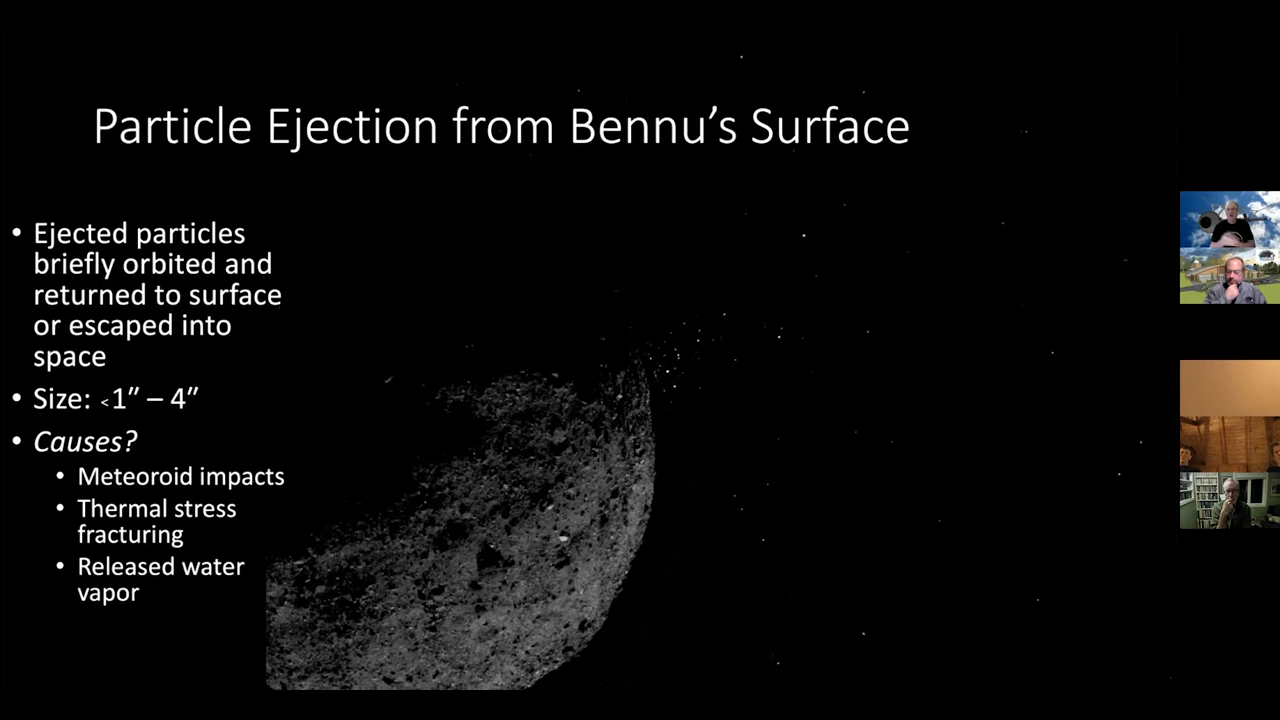 Particle Ejection from Bennu’s Surface
• Ejected particles
briefly orbited and
returned to surface
or escaped into
space
• Size: <1” – 4”
• Causes?
• Meteoroid impacts
• Thermal stress
fracturing
• Released water
vapor